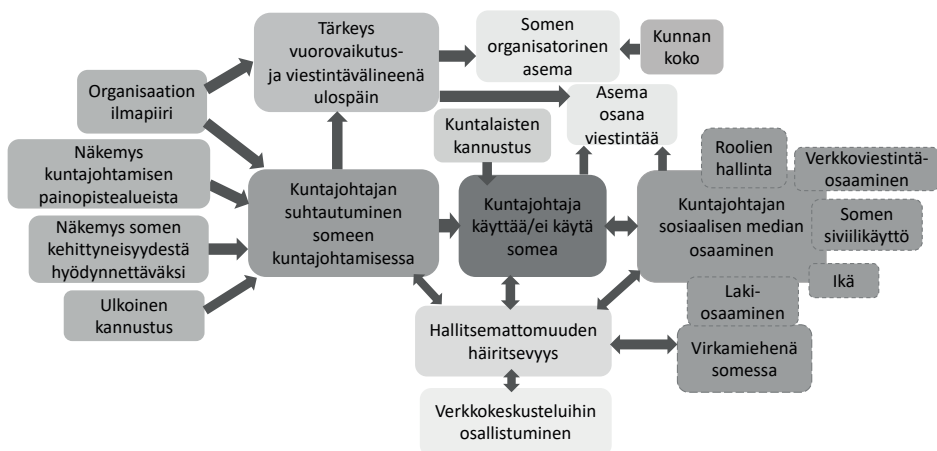 Tärkeys
vuorovaikutus-
ja viestintävälineenä
ulospäin
Somen
organisatorinen
asema
Kunnan
koko
Organisaation
ilmapiiri
Asema
osana
viestintää
Kuntalaisten
kannustus
Roolien
hallinta
Verkkoviestintä-
osaaminen
Näkemys
kuntajohtamisen
painopistealueista
Kuntajohtajan
suhtautuminen
someen
kuntajohtamisessa
Kuntajohtaja
käyttää/ei käytä
somea
Kuntajohtajan
sosiaalisen median
osaaminen
Somen
siviilikäyttö
Näkemys somen
kehittyneisyydestä
hyödynnettäväksi
Ikä
Ulkoinen
kannustus
Laki-
osaaminen
Hallitsemattomuuden
häiritsevyys
Virkamiehenä
somessa
Verkkokeskusteluihin
osallistuminen